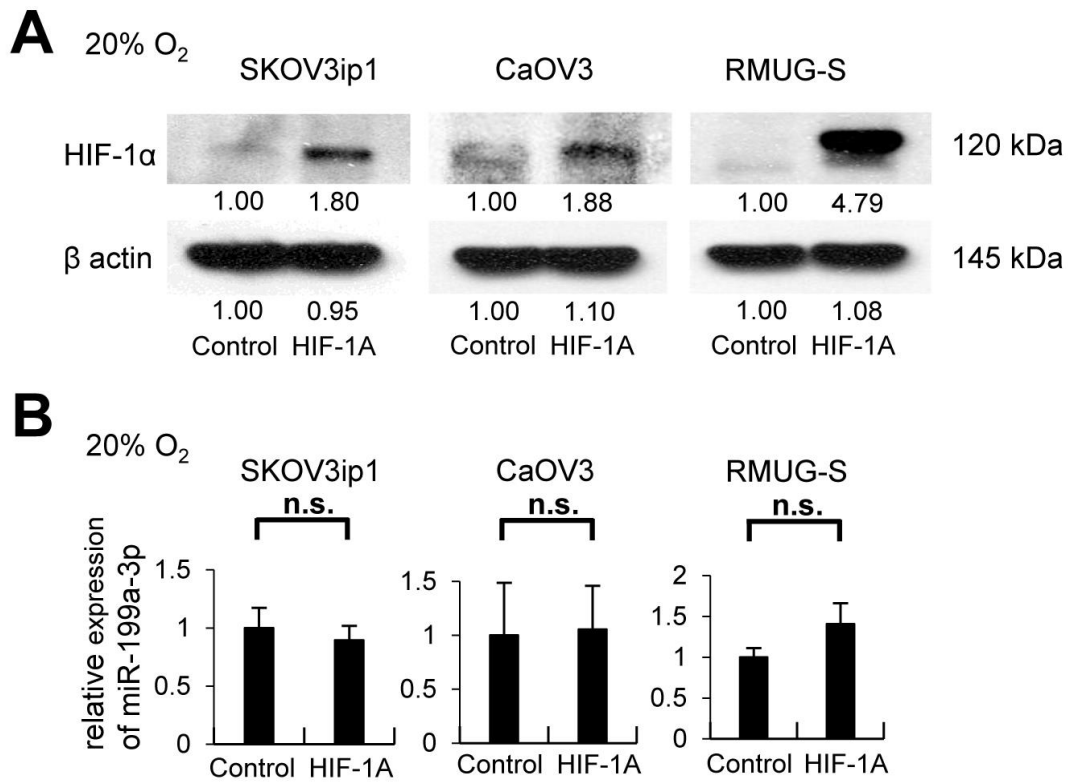 A
20% O₂
SKOV3ip1 CaOV3 RMUG-S
HIF-1α 120 kDa
1.00 1.80 1.00 1.88 1.00 4.79
β actin 145 kDa
1.00 0.95 1.00 1.10 1.00 1.08
Control HIF-1A Control HIF-1A Control HIF-1A
B
20% O₂
SKOV3ip1 CaOV3 RMUG-S
n.s. n.s. n.s.
relative expression
of miR-199a-3p
1.5
1
0.5
0
Control HIF-1A
1.5
1
0.5
0
Control HIF-1A
2
1.5
1
0.5
0
Control HIF-1A